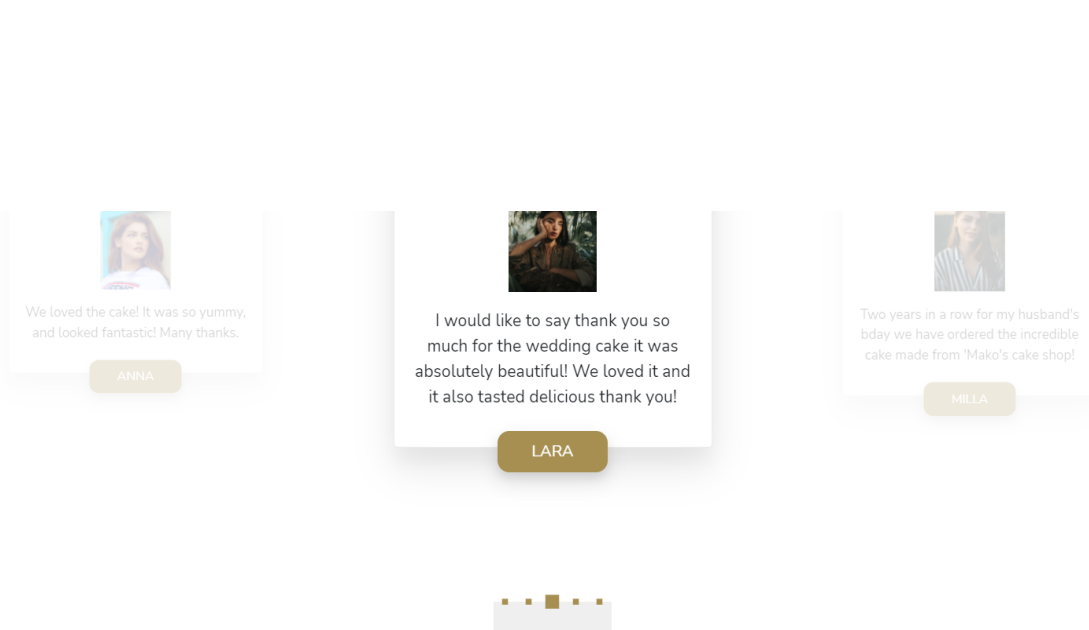 We loved the cake! It was so yummy,
and looked fantastic! Many thanks.
ANNA
I would like to say thank you so
much for the wedding cake it was
absolutely beautiful! We loved it and
it also tasted delicious thank you!
LARA
Two years in a row for my husband's
bday we have ordered the incredible
cake made from 'Mako's cake shop!
MILLA